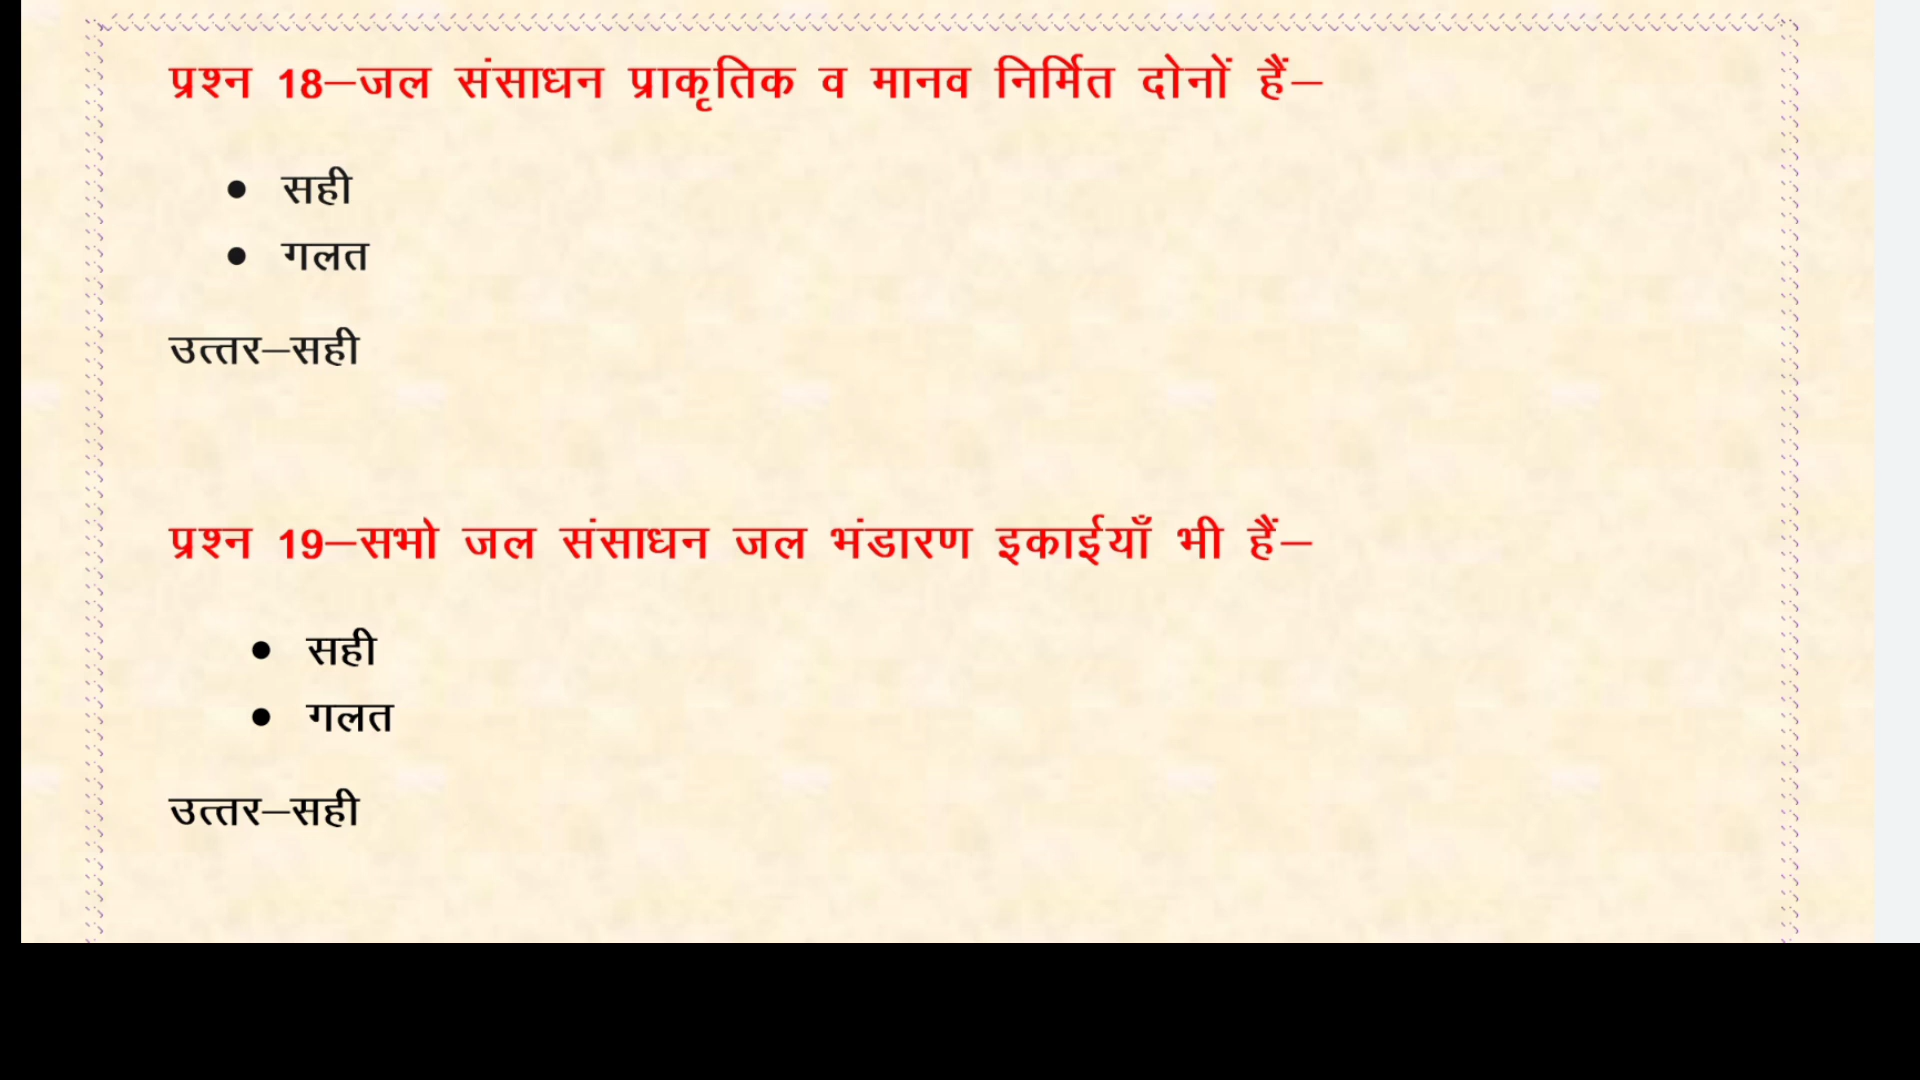 प्रश्न 18–जल संसाधन प्राकृतिक व मानव निर्मित दोनों हैं–
• सही
• गलत
उत्तर–सही
प्रश्न 19–सभो जल संसाधन जल भंडारण इकाईयाँ भी हैं–
• सही
• गलत
उत्तर–सही